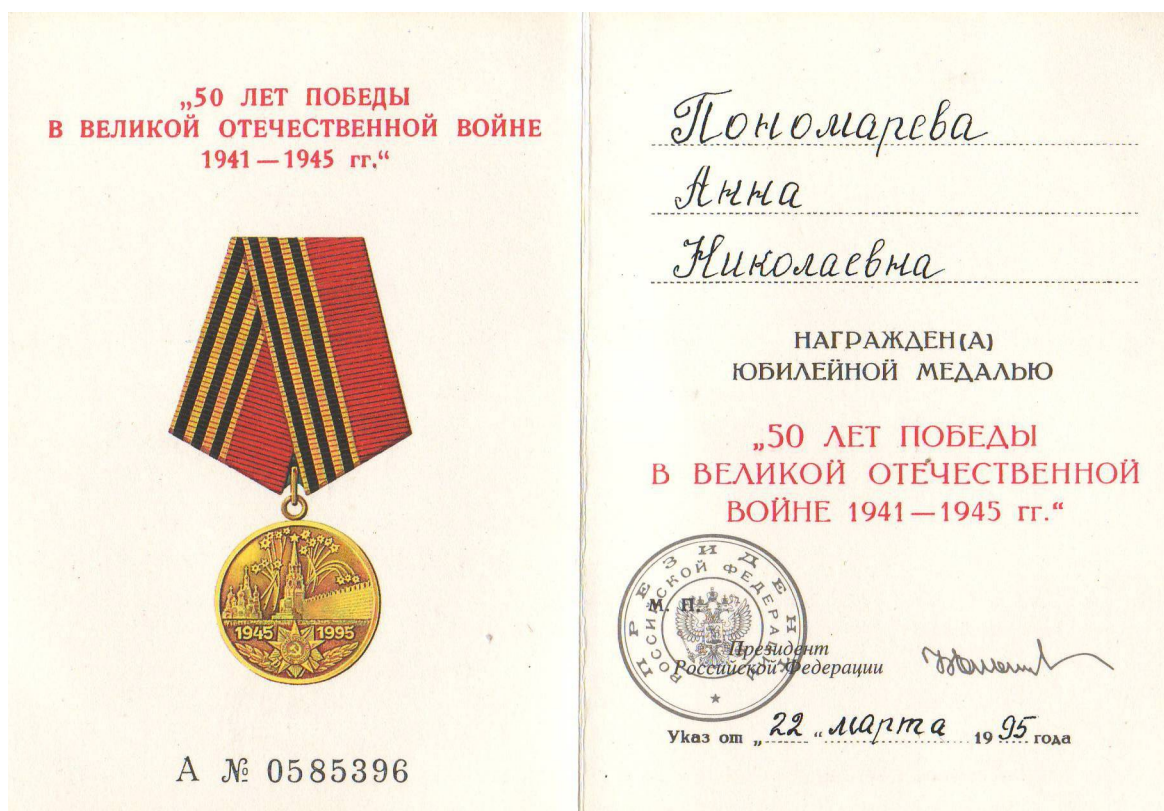 „50 ЛЕТ ПОБЕДЫ
В ВЕЛИКОЙ ОТЕЧЕСТВЕННОЙ ВОЙНЕ
1941—1945 гг.“
1945 1995
А № 0585396
Пономарева
Анна
Николаевна
НАГРАЖДЕН(А)
ЮБИЛЕЙНОЙ МЕДАЛЬЮ
„50 ЛЕТ ПОБЕДЫ
В ВЕЛИКОЙ ОТЕЧЕСТВЕННОЙ
ВОЙНЕ 1941—1945 гг.“
ПРЕЗИДЕНТ
РОССИЙСКОЙ ФЕДЕРАЦИИ
М. П.
Президент
Российской Федерации
Указ от „22“ марта 1995 года